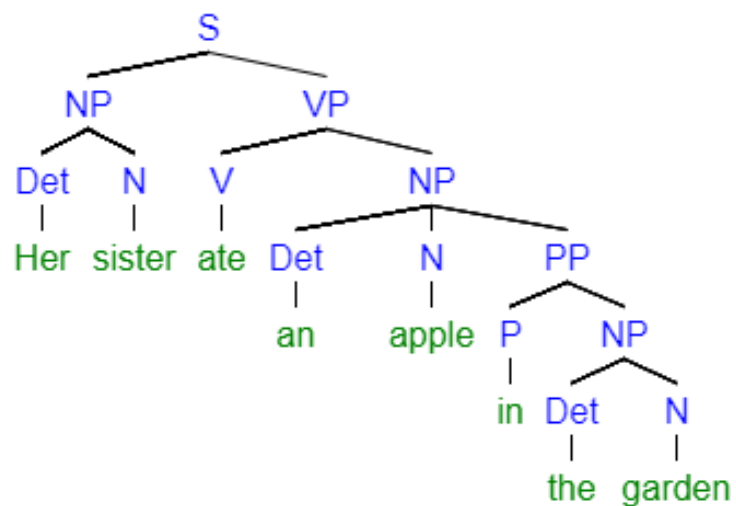 S
NP VP
Det N V NP
Her sister ate Det N PP
an apple P NP
in Det N
the garden